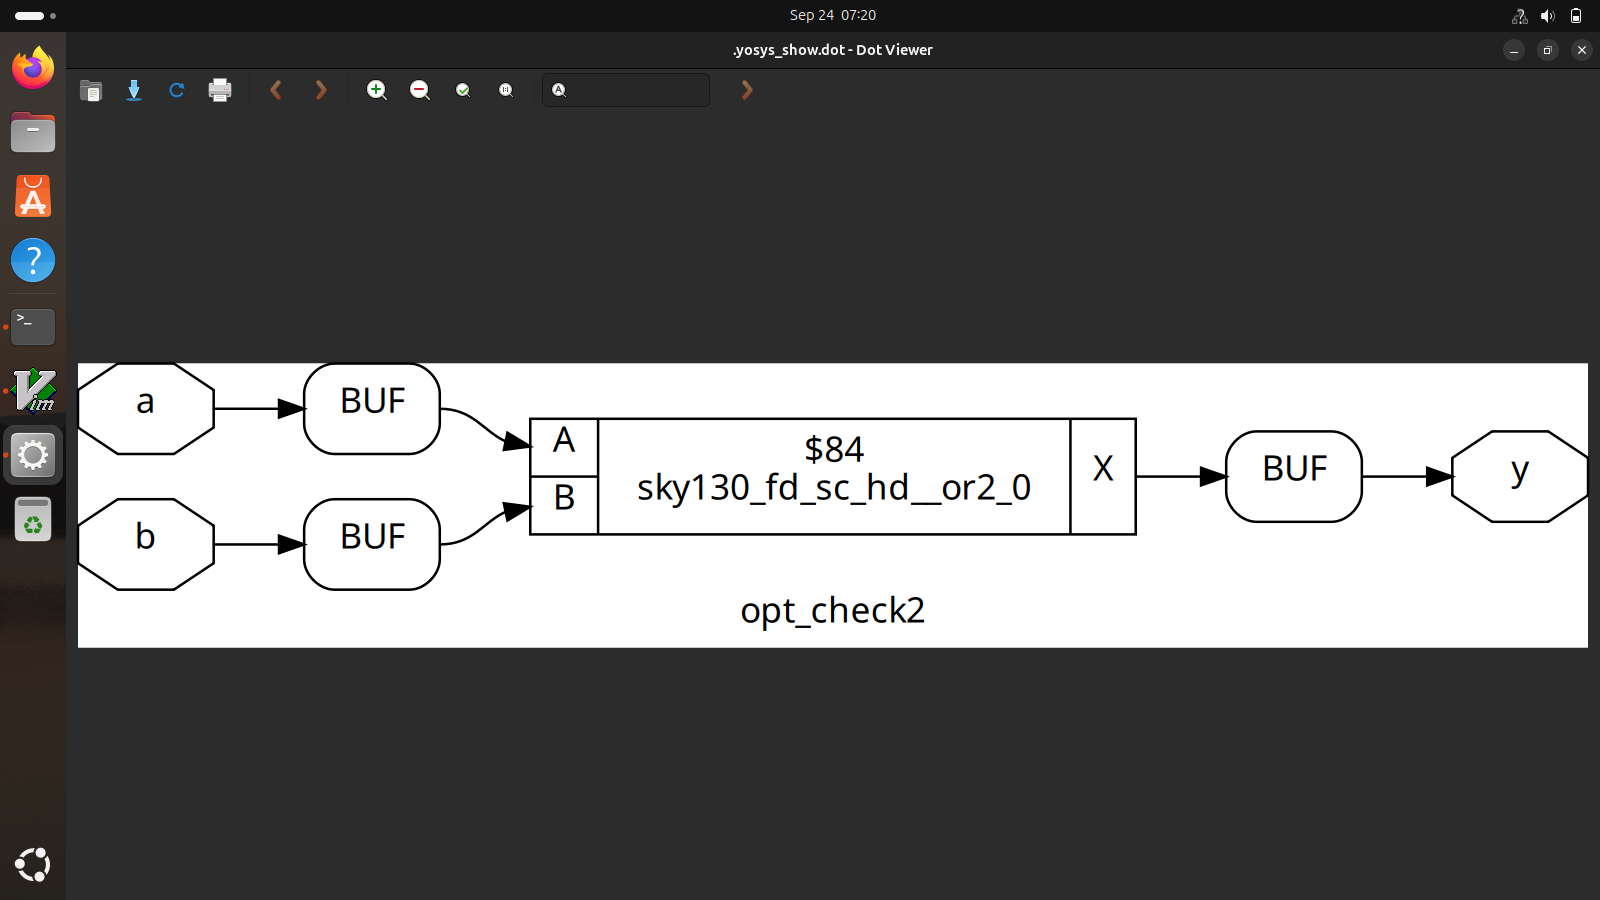 Sep 24 07:20
.yosys_show.dot - Dot Viewer
a
BUF
b
BUF
A
B
$84
sky130_fd_sc_hd__or2_0
X
BUF
y
opt_check2